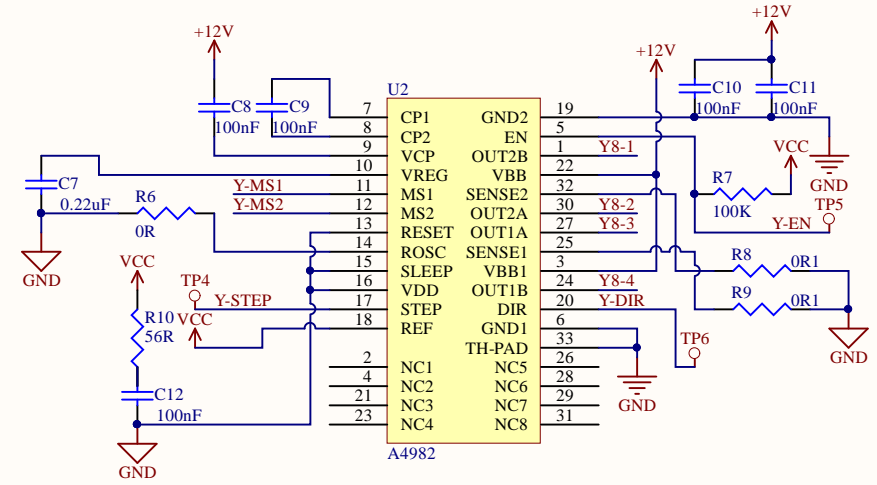 +12V
+12V
+12V
U2
C8
100nF
C9
100nF
C10
100nF
C11
100nF
7 CP1 GND2 19
8 CP2 EN 5
9 VCP OUT2B 1 Y8-1
10 VREG VBB 22
Y-MS1 11 MS1 SENSE2 32
Y-MS2 12 MS2 OUT2A 30 Y8-2
13 RESET OUT1A 27 Y8-3
14 ROSC SENSE1 25
15 SLEEP VBB1 3
16 VDD OUT1B 24 Y8-4
Y-STEP 17 STEP DIR 20 Y-DIR
18 REF GND1 6
TH-PAD 33
2 NC1 NC5 26
4 NC2 NC6 28
21 NC3 NC7 29
23 NC4 NC8 31
A4982
C7
0.22uF
R6
0R
GND
VCC
TP4
VCC
R10
56R
C12
100nF
GND
VCC
R7
100K
GND
TP5
Y-EN
R8
0R1
R9
0R1
GND
TP6
GND